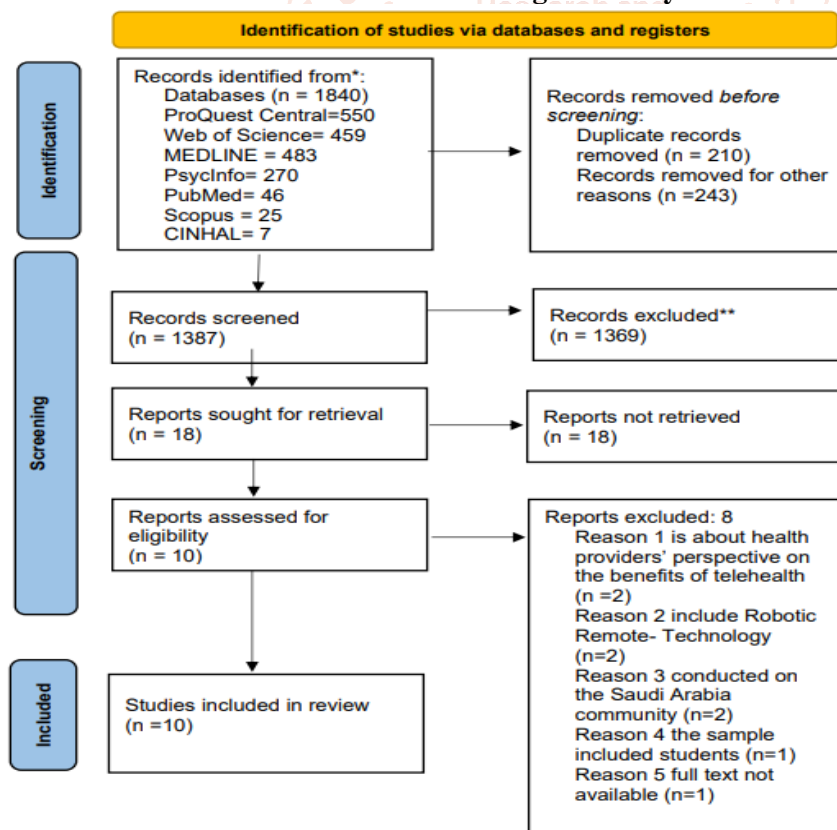 Identification of studies via databases and registers
Identification
Records identified from*:
Databases (n = 1840)
ProQuest Central=550
Web of Science= 459
MEDLINE = 483
PsycInfo= 270
PubMed= 46
Scopus = 25
CINHAL= 7
Records removed before
screening:
Duplicate records
removed (n = 210)
Records removed for other
reasons (n =243)
Screening
Records screened
(n = 1387)
Records excluded**
(n = 1369)
Reports sought for retrieval
(n = 18)
Reports not retrieved
(n = 18)
Reports assessed for
eligibility
(n = 10)
Reports excluded: 8
Reason 1 is about health
providers’ perspective on
the benefits of telehealth
(n =2)
Reason 2 include Robotic
Remote- Technology
(n=2)
Reason 3 conducted on
the Saudi Arabia
community (n=2)
Reason 4 the sample
included students (n=1)
Reason 5 full text not
available (n=1)
Included
Studies included in review
(n =10)